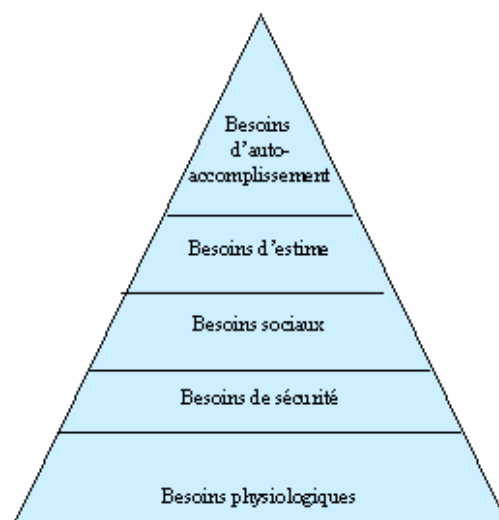 Besoins
d'auto-
accomplissement
Besoins d'estime
Besoins sociaux
Besoins de sécurité
Besoins physiologiques